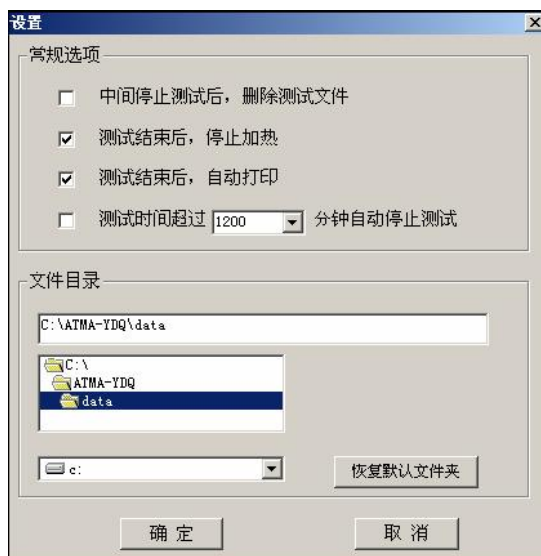 设置
常规选项
中间停止测试后，删除测试文件
测试结束后，停止加热
测试结束后，自动打印
测试时间超过 1200 分钟自动停止测试
文件目录
C:\ATMA-YDQ\data
C:\
ATMA-YDQ
data
c:
恢复默认文件夹
确 定
取 消